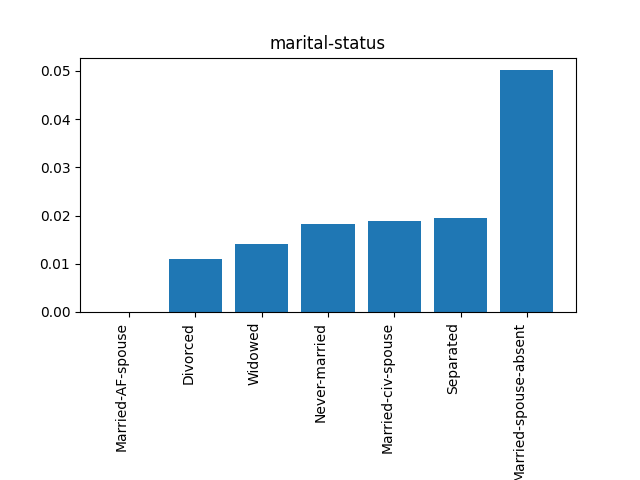 marital-status
0.05
0.04
0.03
0.02
0.01
0.00
Married-AF-spouse
Divorced
Widowed
Never-married
Married-civ-spouse
Separated
Married-spouse-absent